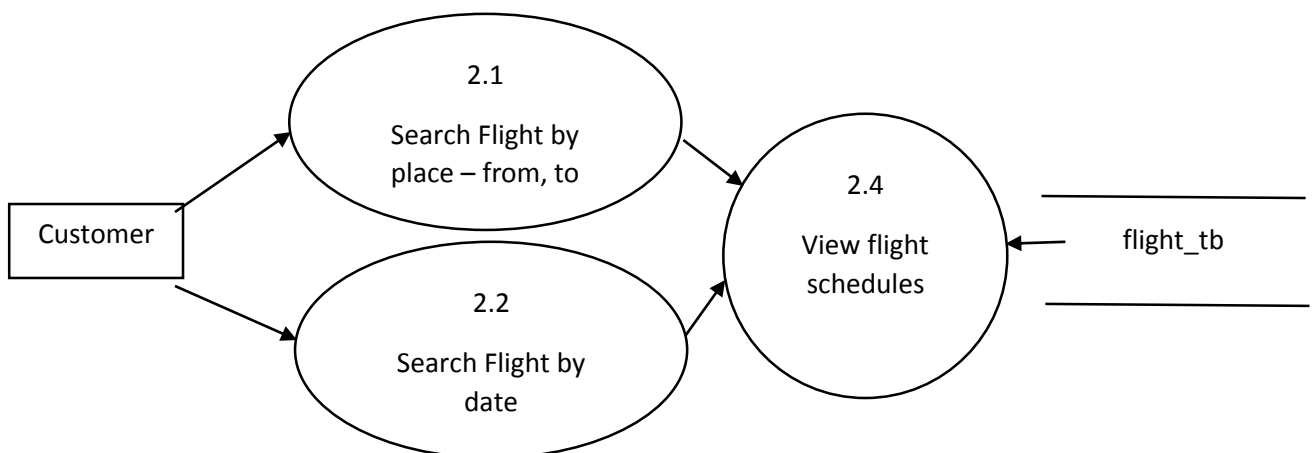 2.1
Search Flight by
place – from, to
Customer
2.2
Search Flight by
date
2.4
View flight
schedules
flight_tb